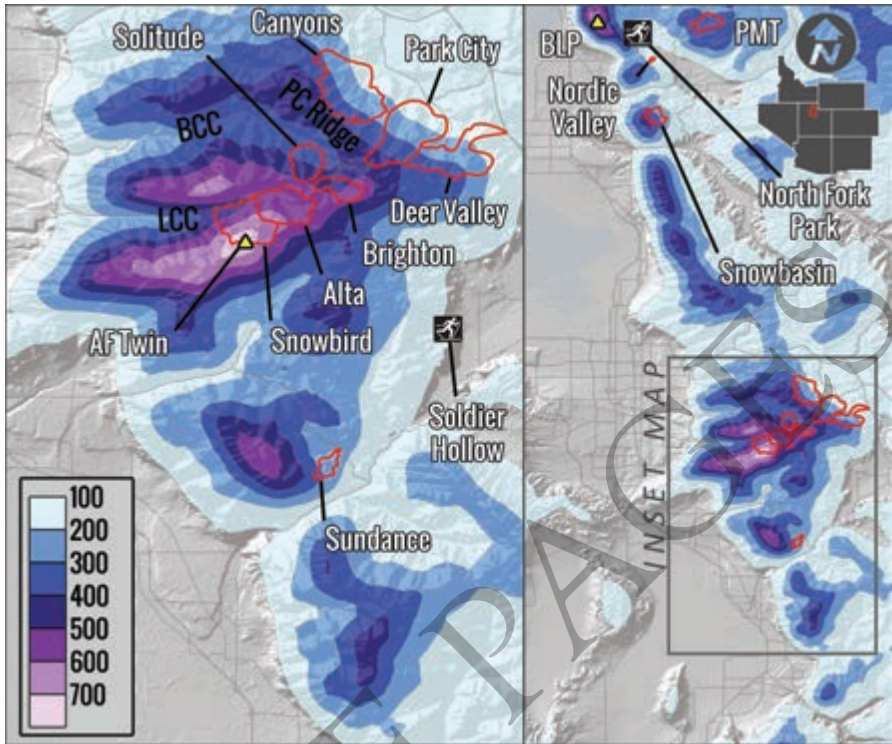 Solitude
Canyons
Park City
PC Ridge
BCC
LCC
Deer Valley
Brighton
Alta
AF Twin
Snowbird
Soldier
Hollow
Sundance
100
200
300
400
500
600
700
BLP
PMT
N
Nordic
Valley
North Fork
Park
Snowbasin
INSET MAP
PAGES